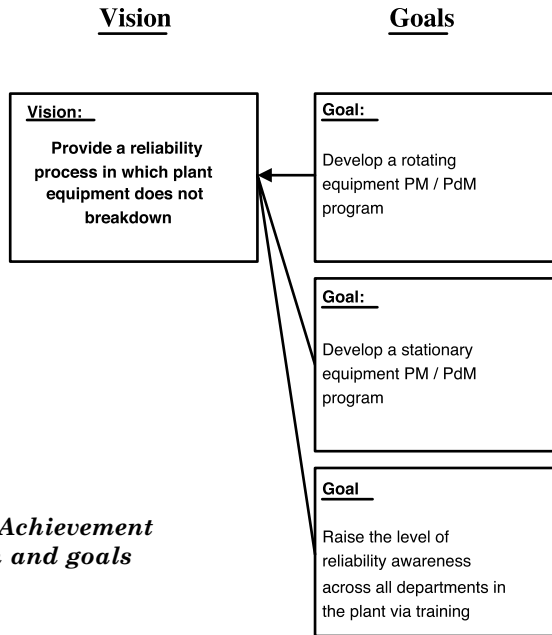 Vision
Goals
Vision:
Provide a reliability
process in which plant
equipment does not
breakdown
Goal:
Develop a rotating
equipment PM / PdM
program
Goal:
Develop a stationary
equipment PM / PdM
program
Goal
Raise the level of
reliability awareness
across all departments in
the plant via training
Achievement
and goals